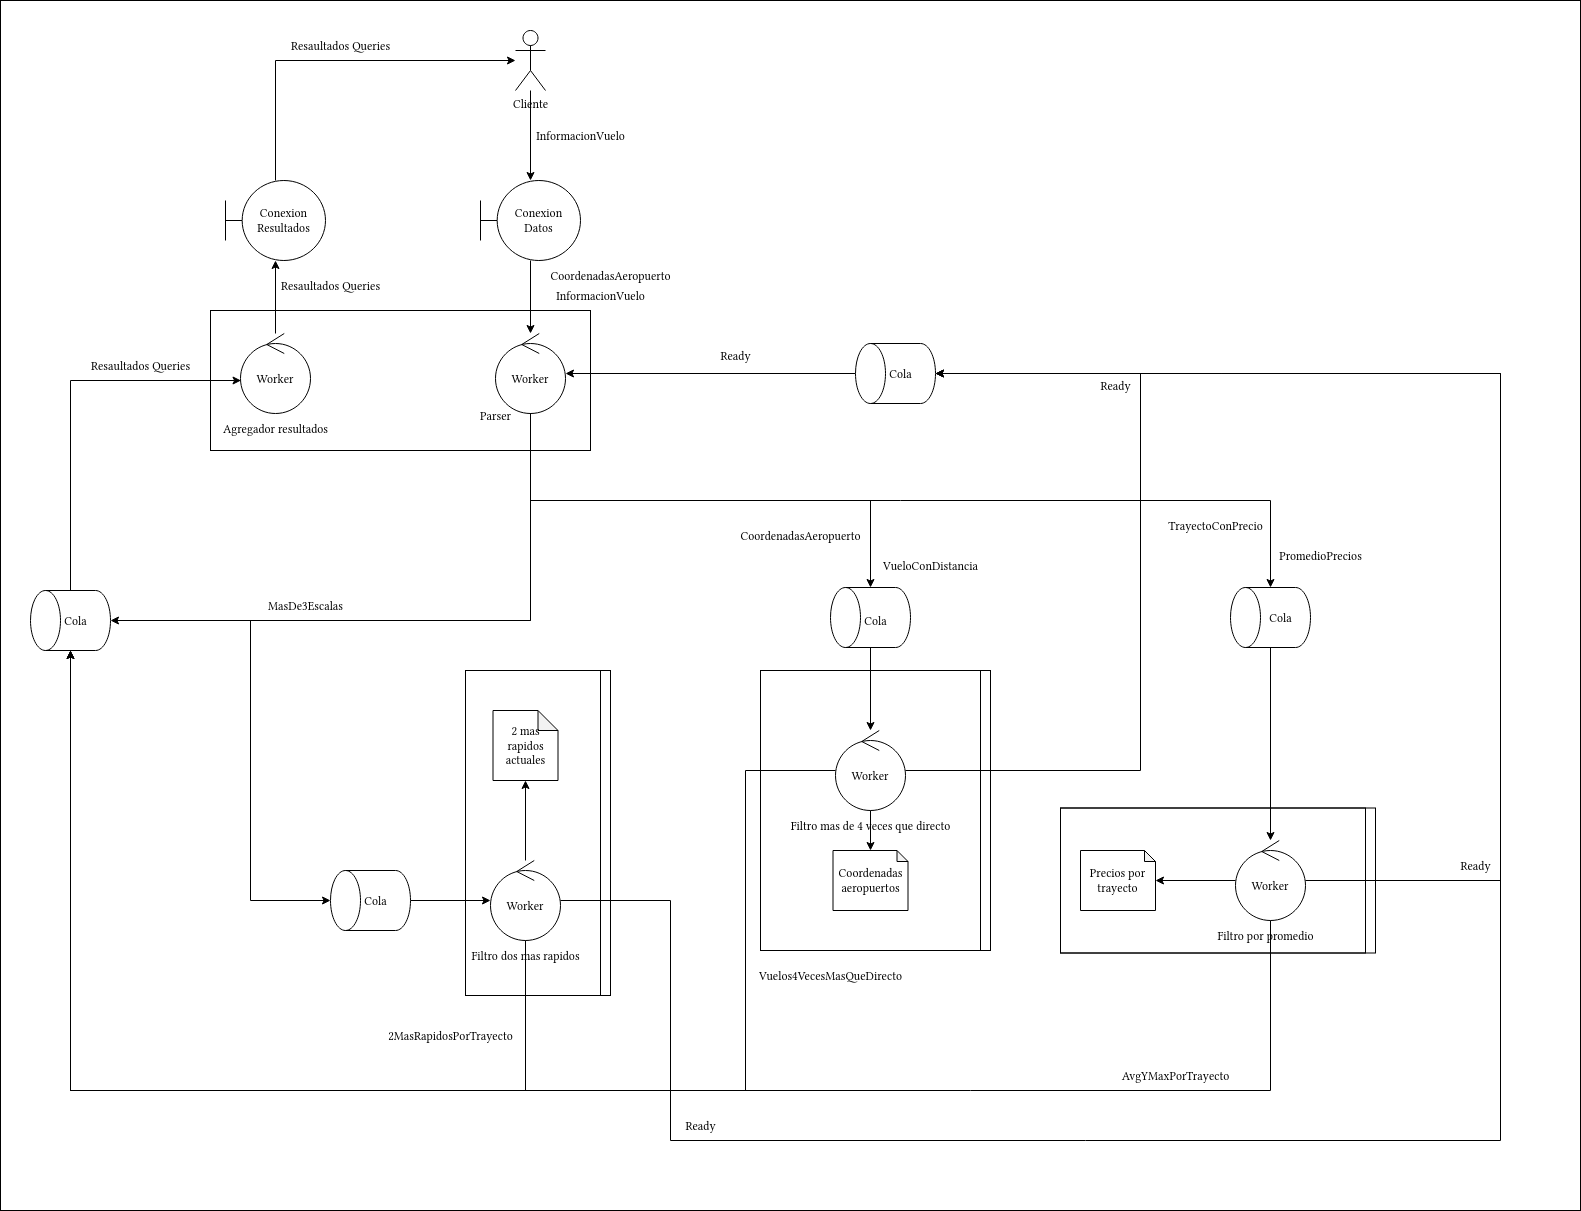 Resaultados Queries
Cliente
InformacionVuelo
Conexion
Resultados
Conexion
Datos
CoordenadasAeropuerto
Resaultados Queries
InformacionVuelo
Resaultados Queries
Worker
Worker
Ready
Cola
Ready
Parser
Agregador resultados
TrayectoConPrecio
CoordenadasAeropuerto
PromedioPrecios
VueloConDistancia
MasDe3Escalas
Cola
Cola
Cola
2 mas
rapidos
actuales
Worker
Filtro mas de 4 veces que directo
Coordenadas
aeropuertos
Precios por
trayecto
Worker
Ready
Cola
Worker
Filtro por promedio
Filtro dos mas rapidos
Vuelos4VecesMasQueDirecto
2MasRapidosPorTrayecto
AvgYMaxPorTrayecto
Ready